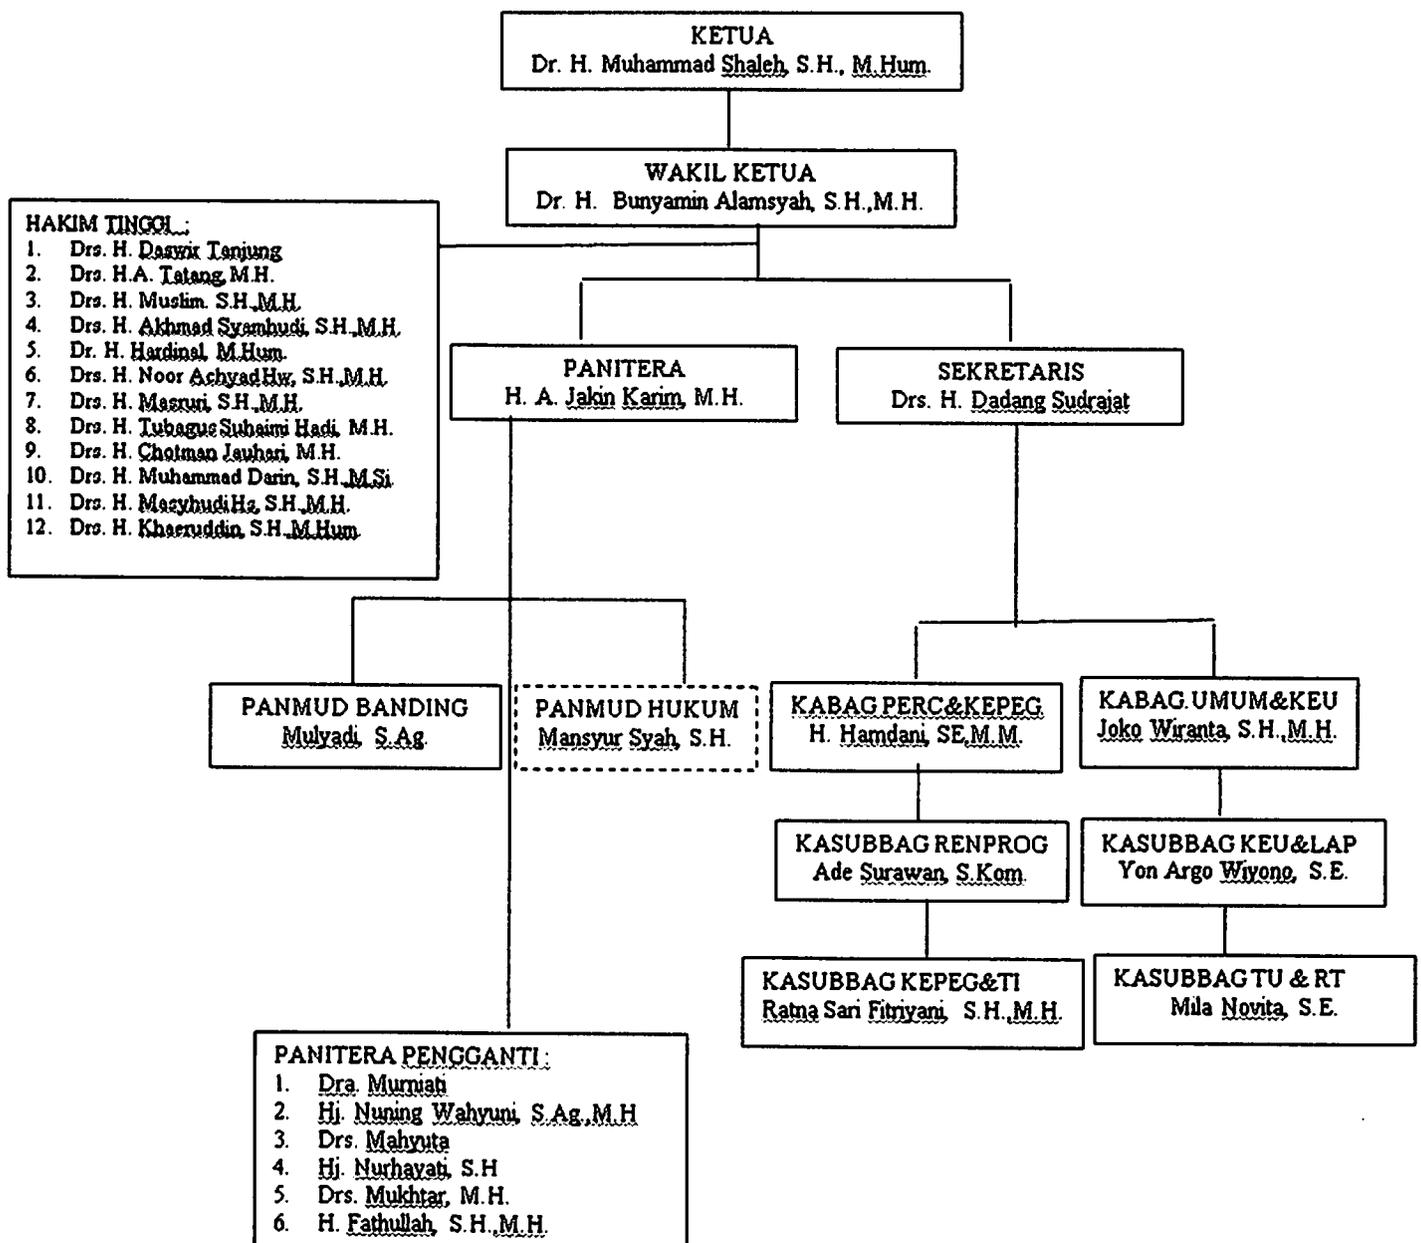 KETUA
Dr. H. Muhammad Shaleh, S.H., M.Hum.
WAKIL KETUA
Dr. H. Bunyamin Alamsyah, S.H.,M.H.
HAKIM TINGGI :
1. Drs. H. Daswir Tanjung
2. Drs. H.A. Tatang, M.H.
3. Drs. H. Muslim. S.H.,M.H.
4. Drs. H. Akhmad Syamhudi, S.H.,M.H.
5. Dr. H. Hardinal, M.Hum.
6. Drs. H. Noor Achyad Hw, S.H.,M.H.
7. Drs. H. Masruri, S.H.,M.H.
8. Drs. H. Tubagus Suhaimi Hadi, M.H.
9. Drs. H. Chotman Jauhari, M.H.
10. Drs. H. Muhammad Darin, S.H.,M.Si
11. Drs. H. Masyhudi Hs, S.H.,M.H.
12. Drs. H. Khaeruddin, S.H.,M.Hum.
PANITERA
H. A. Jakin Karim, M.H.
SEKRETARIS
Drs. H. Dadang Sudrajat
PANMUD BANDING
Mulyadi, S.Ag.
PANMUD HUKUM
Mansyur Syah, S.H.
KABAG PERC&KEPEG
H. Hamdani, SE,M.M.
KABAG. UMUM&KEU
Joko Wiranta, S.H.,M.H.
KASUBBAG RENPROG
Ade Surawan, S.Kom.
KASUBBAG KEU&LAP
Yon Argo Wiyono, S.E.
KASUBBAG KEPEG&TI
Ratna Sari Fitriyani, S.H.,M.H.
KASUBBAG TU & RT
Mila Novita, S.E.
PANITERA PENGGANTI :
1. Dra. Murniati
2. Hj. Nuning Wahyuni, S.Ag.,M.H
3. Drs. Mahyuta
4. Hj. Nurhayati, S.H
5. Drs. Mukhtar, M.H.
6. H. Fathullah, S.H.,M.H.